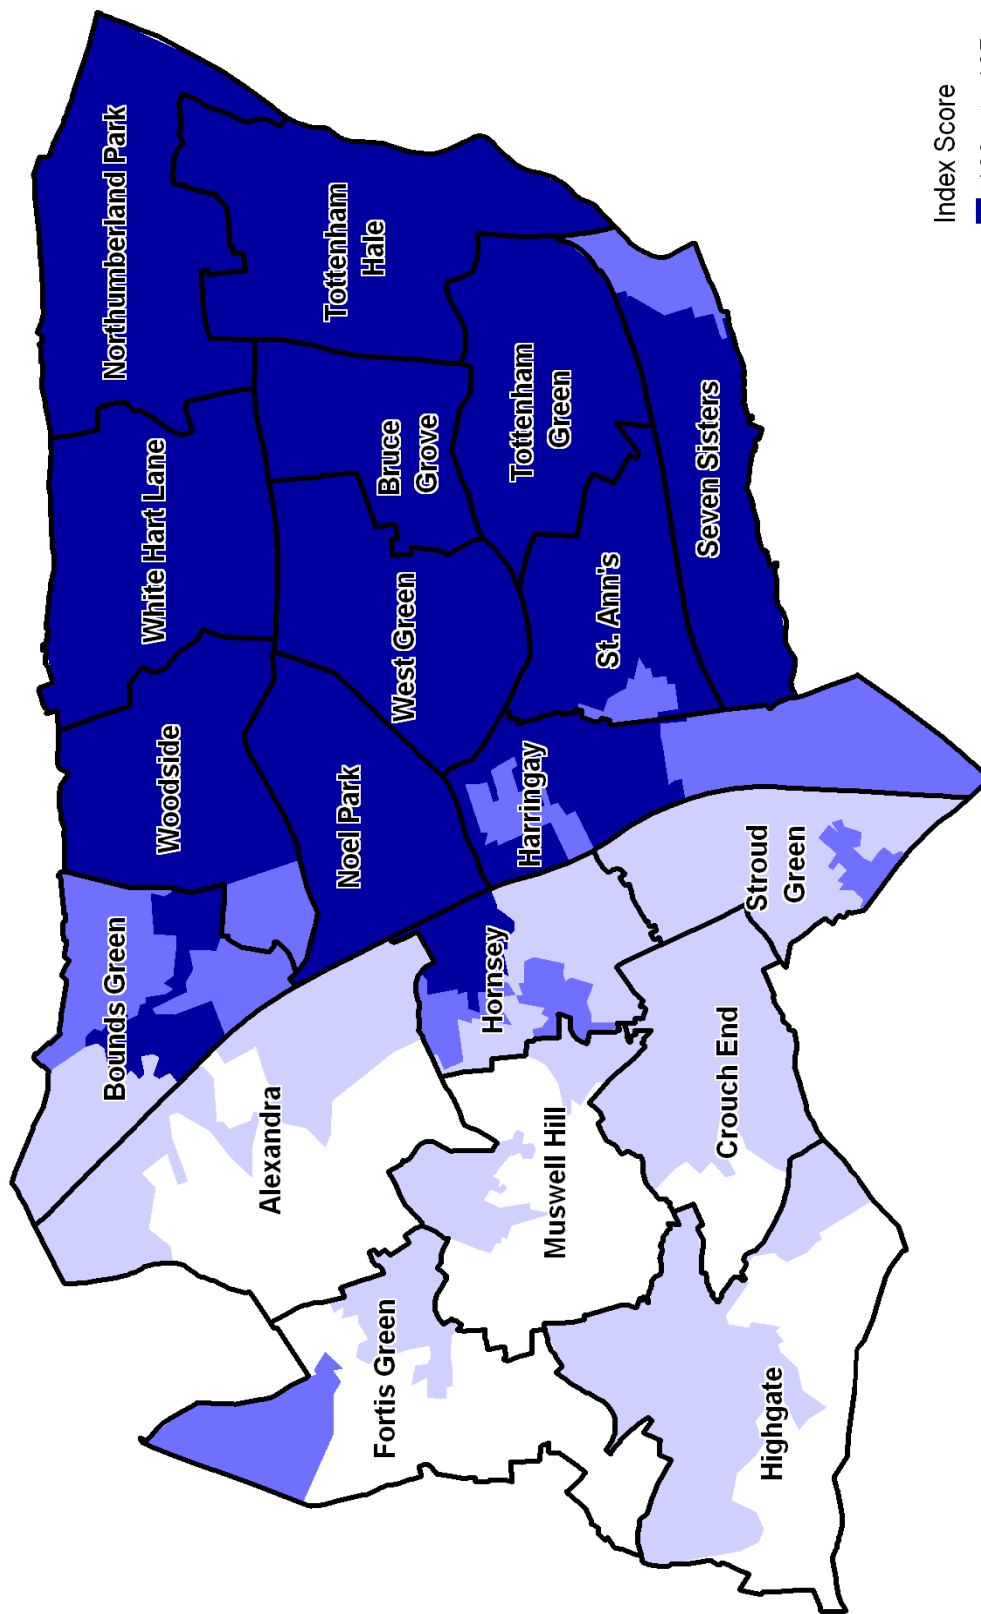 Northumberland Park
White Hart Lane
Tottenham
Hale
Woodside
Bruce
Grove
Tottenham
Green
West Green
Noel Park
Bounds Green
St. Ann's
Seven Sisters
Harringay
Hornsey
Alexandra
Stroud
Green
Crouch End
Muswell Hill
Fortis Green
Highgate
Index Score